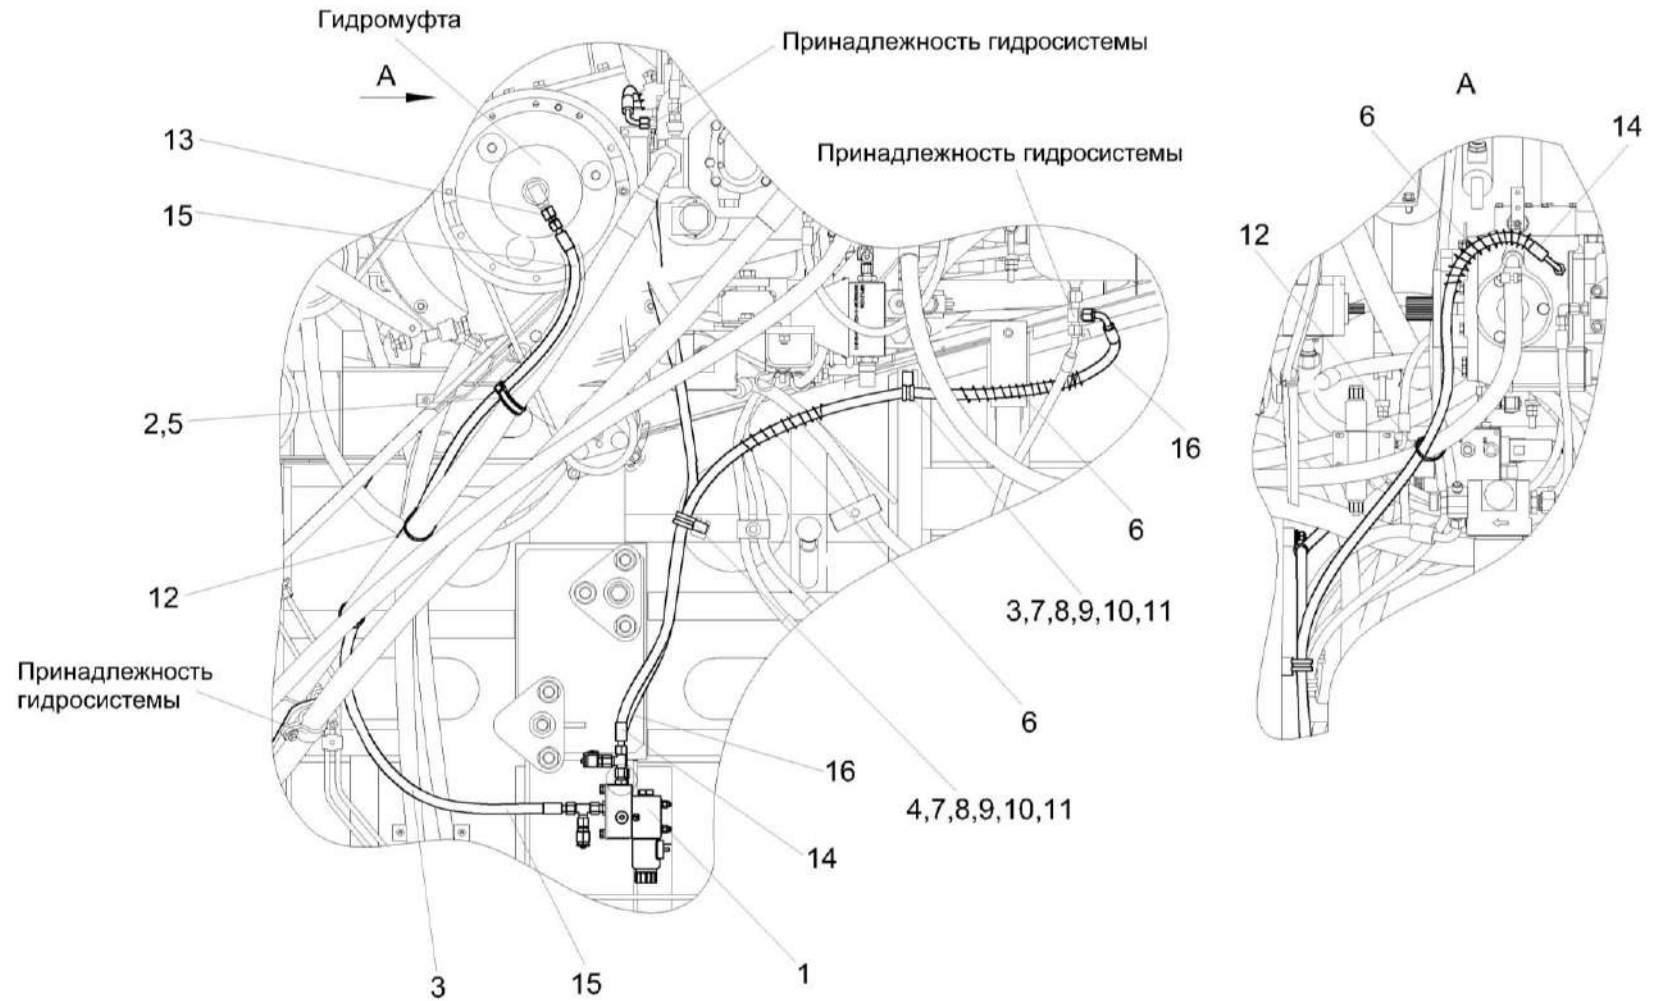 Гидромуфта
Принадлежность гидросистемы
А
А
6
14
13
Принадлежность гидросистемы
15
12
2,5
16
6
12
3,7,8,9,10,11
Принадлежность
гидросистемы
6
16
4,7,8,9,10,11
14
1
15
3